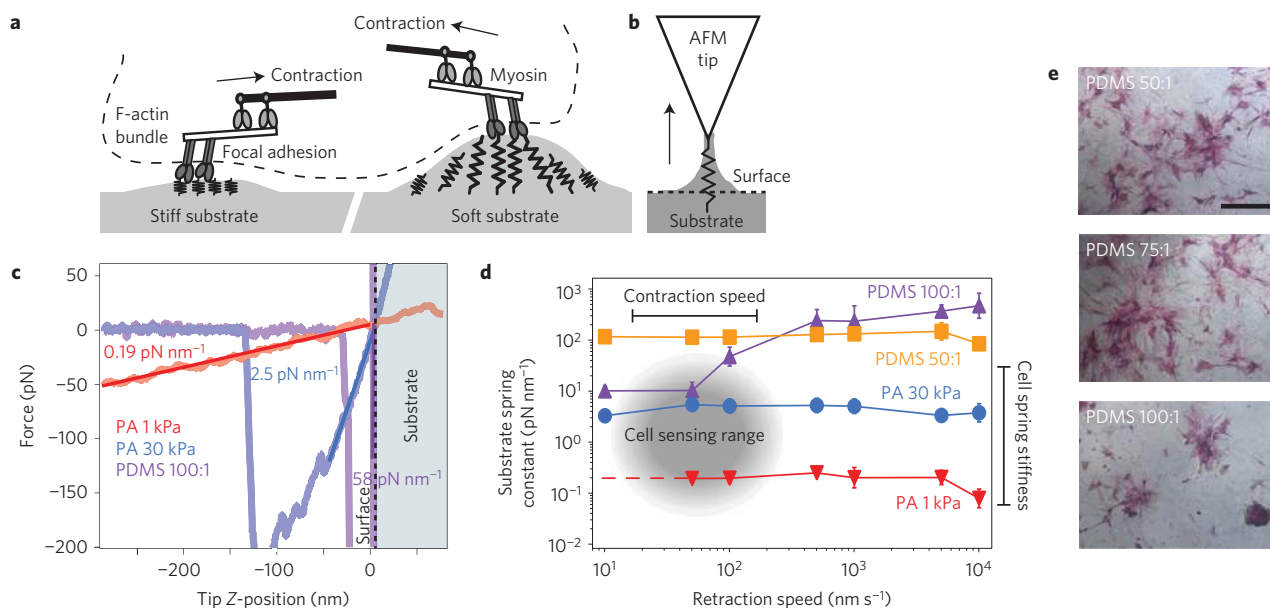 a
Contraction
Contraction
Myosin
F-actin
bundle
Focal adhesion
Stiff substrate
Soft substrate
b
AFM
tip
Surface
Substrate
c
50
0
−50
−100
−150
−200
Force (pN)
0.19 pN nm⁻¹
2.5 pN nm⁻¹
58 pN nm⁻¹
PA 1 kPa
PA 30 kPa
PDMS 100:1
Surface
Substrate
−200
−100
0
Tip Z-position (nm)
d
10³
10²
10¹
10⁰
10⁻¹
10⁻²
Substrate spring
constant (pN nm⁻¹)
Contraction speed
PDMS 100:1
PDMS 50:1
PA 30 kPa
Cell sensing range
PA 1 kPa
Cell spring stiffness
10¹
10²
10³
10⁴
Retraction speed (nm s⁻¹)
e
PDMS 50:1
PDMS 75:1
PDMS 100:1